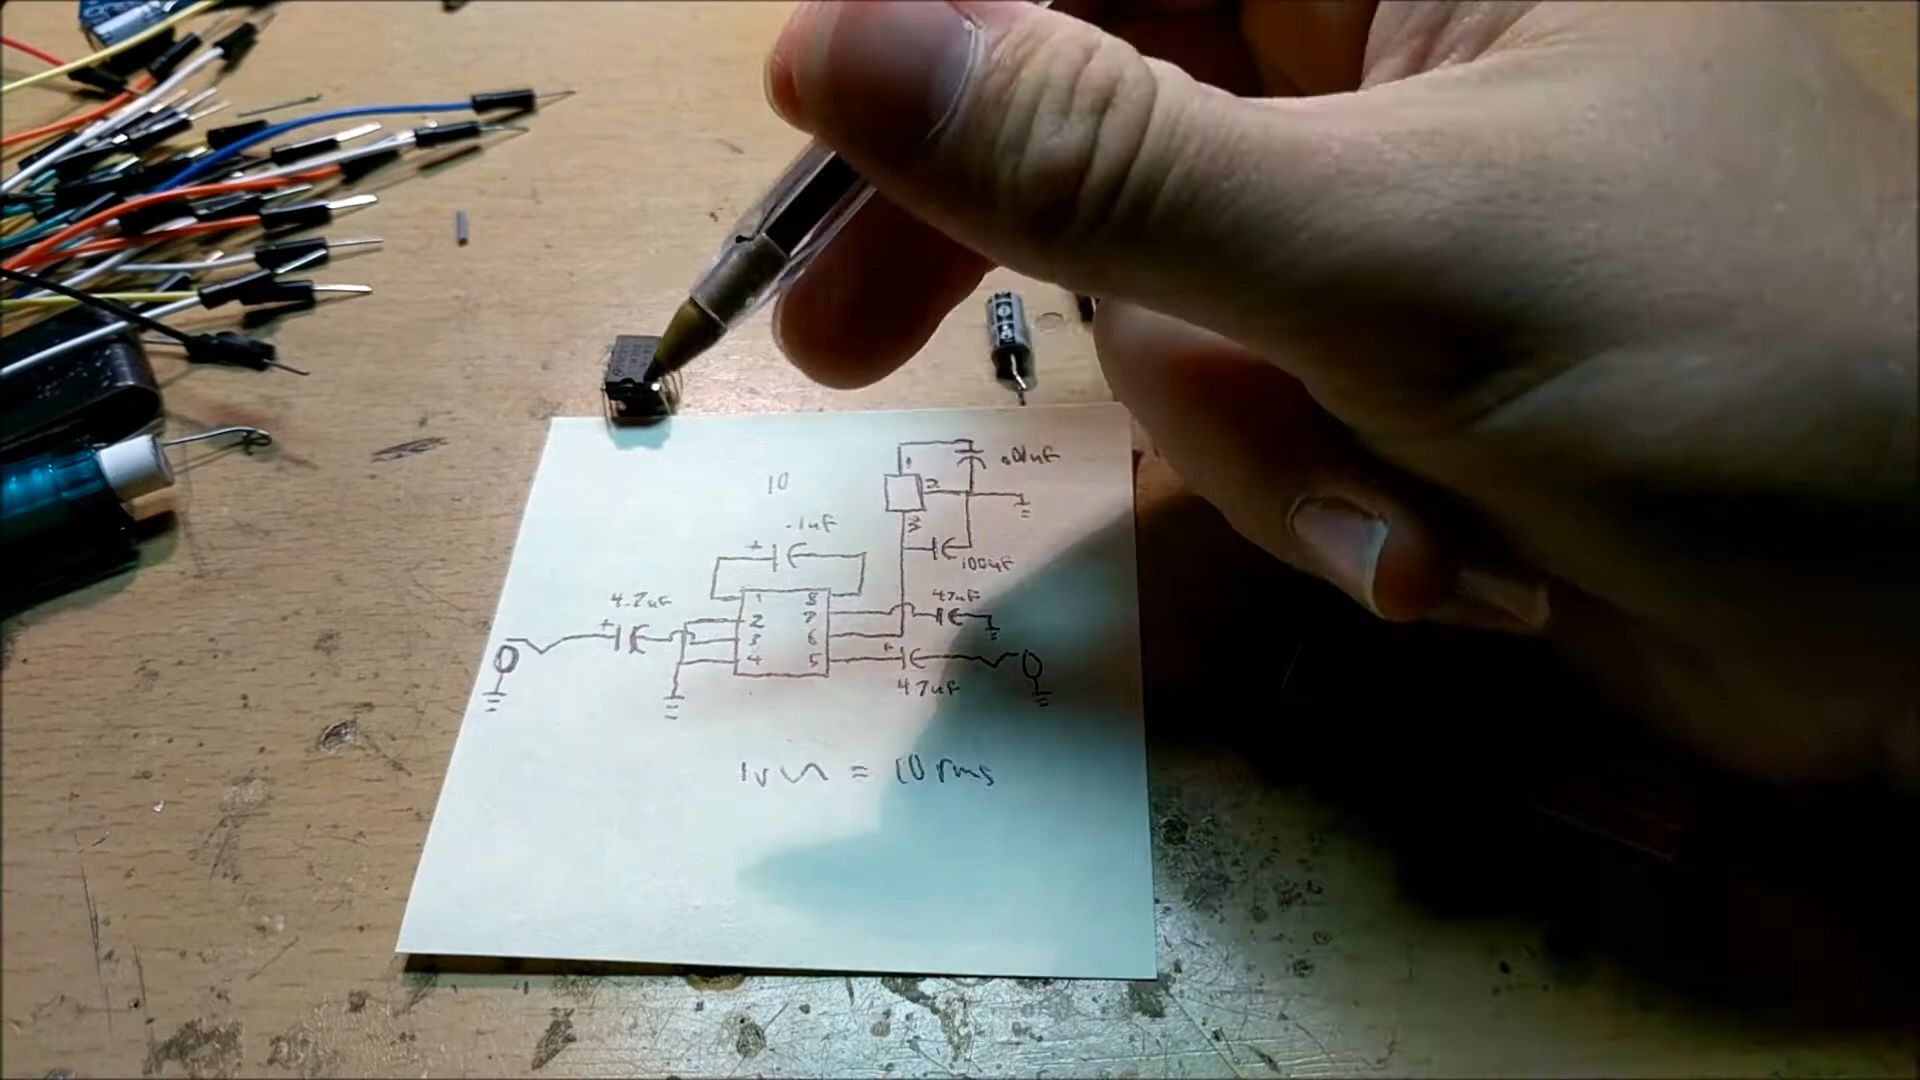 .01uF
1
10
2
3
.1uF
+
100uF
1 8
4.7uF
47uF
2 7
+
3 6
4 5
+
47uF
1v = 10 rms